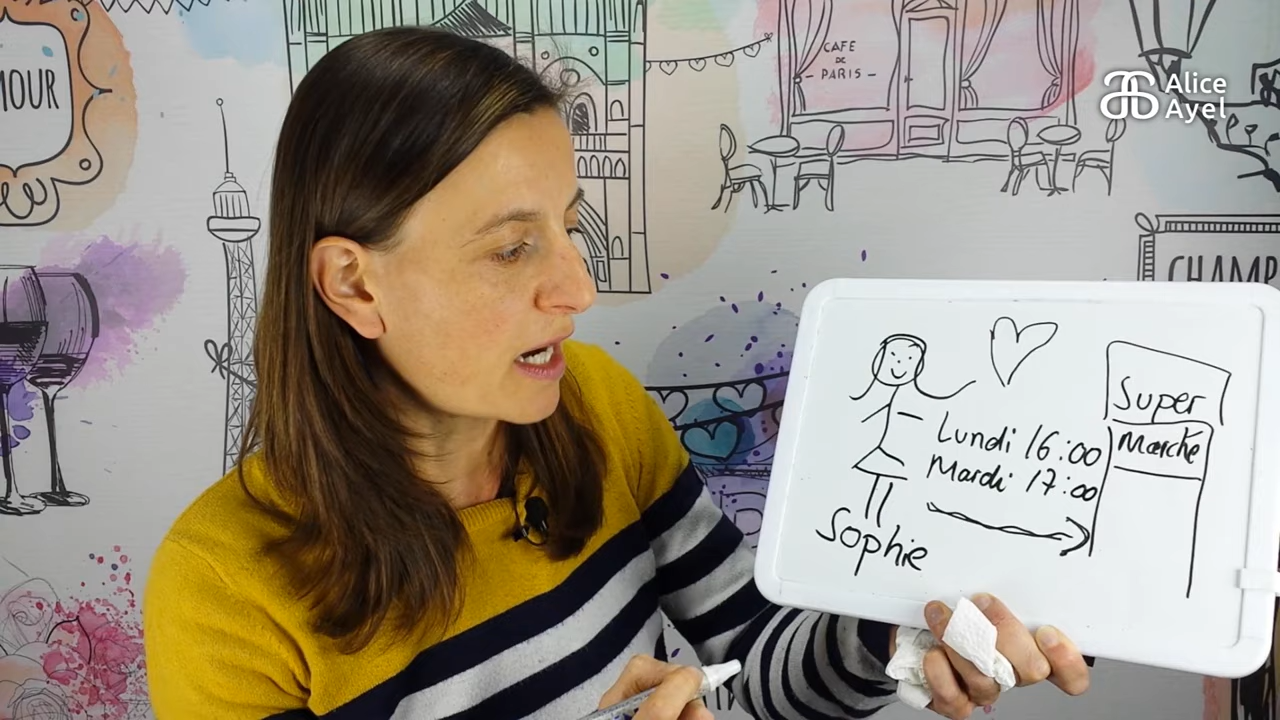 MOUR
CAFE
DE
- PARIS -
Alice
Ayel
CHAMP
Super
Marché
Lundi 16:00
Mardi 17:00
Sophie